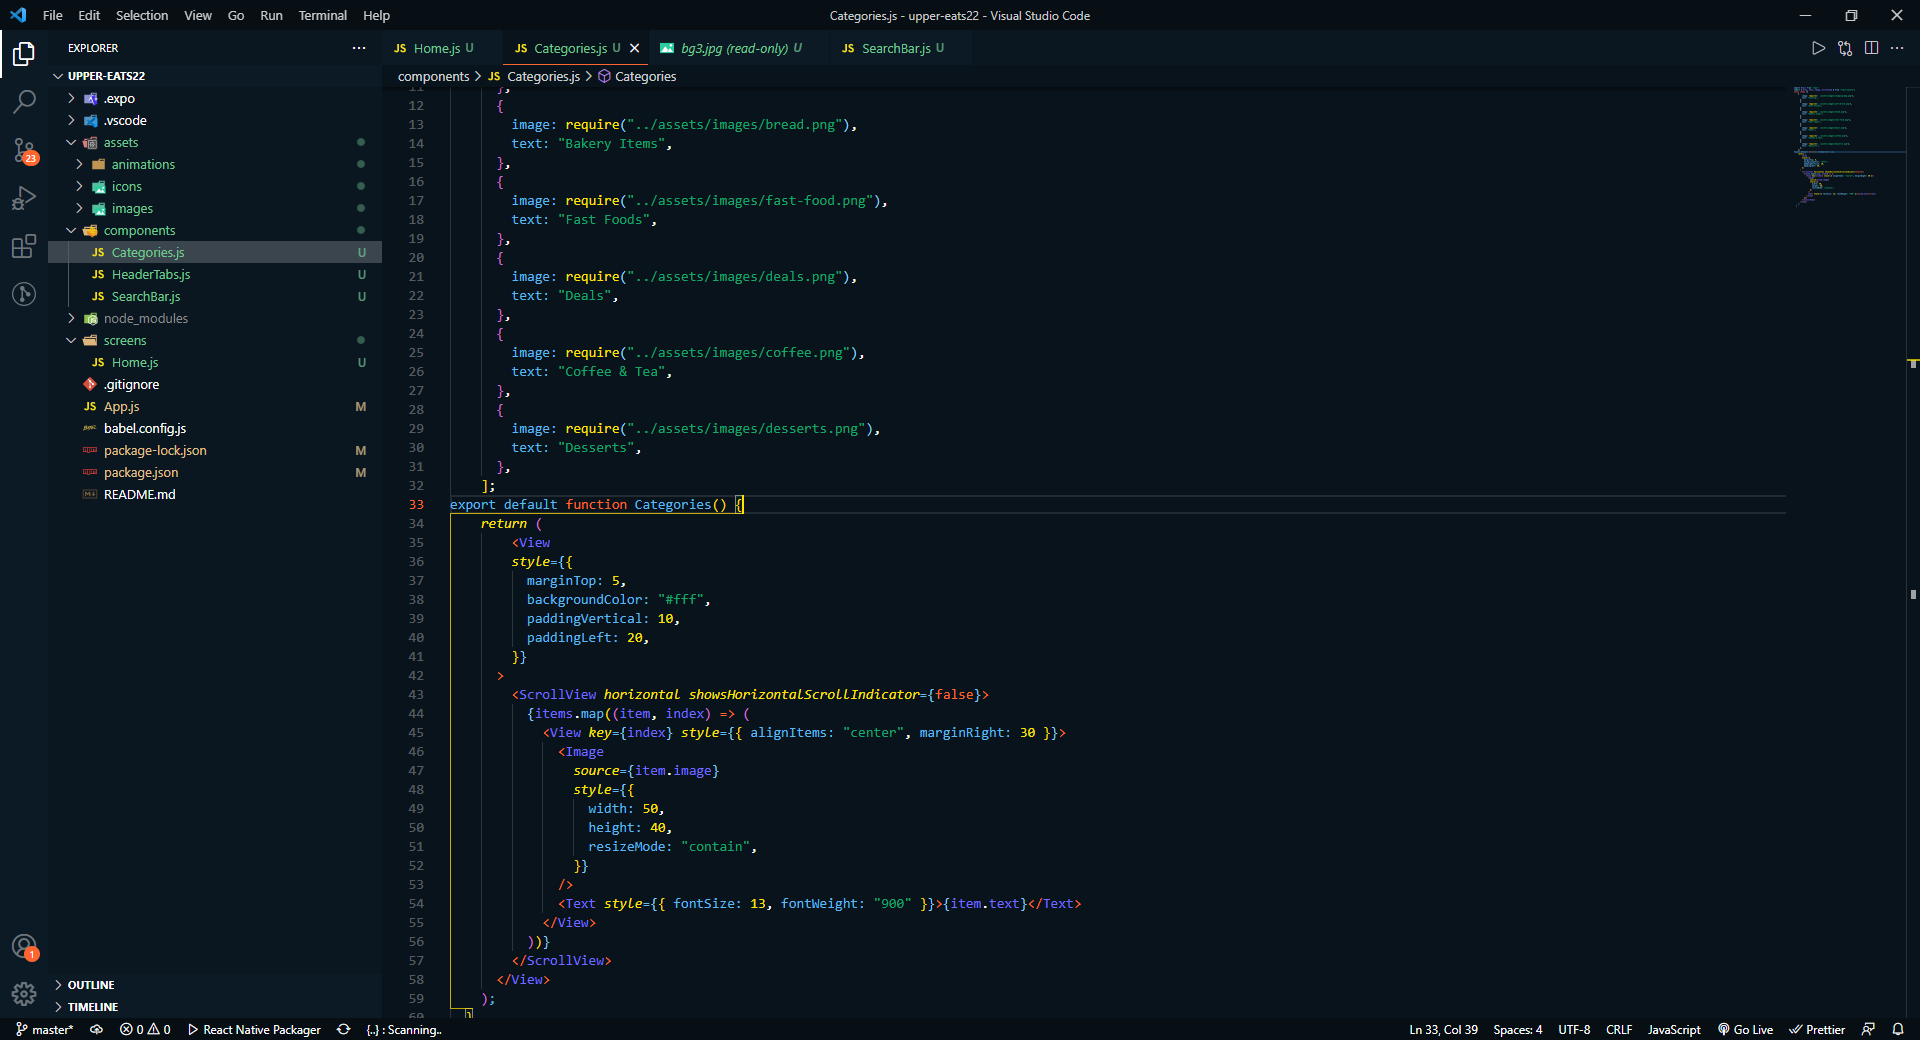 File Edit Selection View Go Run Terminal Help
Categories.js - upper-eats22 - Visual Studio Code
EXPLORER
UPPER-EATS22
.expo
.vscode
assets
animations
icons
images
components
Categories.js U
HeaderTabs.js U
SearchBar.js U
node_modules
screens
Home.js U
.gitignore
JS App.js M
babel.config.js
package-lock.json M
package.json M
README.md
OUTLINE
TIMELINE
23
1
JS Home.js U
JS Categories.js U
bg3.jpg (read-only) U
JS SearchBar.js U
components > JS Categories.js > Categories
11 },
12 {
13 image: require("../assets/images/bread.png"),
14 text: "Bakery Items",
15 },
16 {
17 image: require("../assets/images/fast-food.png"),
18 text: "Fast Foods",
19 },
20 {
21 image: require("../assets/images/deals.png"),
22 text: "Deals",
23 },
24 {
25 image: require("../assets/images/coffee.png"),
26 text: "Coffee & Tea",
27 },
28 {
29 image: require("../assets/images/desserts.png"),
30 text: "Desserts",
31 },
32 ];
33 export default function Categories() {
34 return (
35 <View
36 style={{
37 marginTop: 5,
38 backgroundColor: "#fff",
39 paddingVertical: 10,
40 paddingLeft: 20,
41 }}
42 >
43 <ScrollView horizontal showsHorizontalScrollIndicator={false}>
44 {items.map((item, index) => (
45 <View key={index} style={{ alignItems: "center", marginRight: 30 }}>
46 <Image
47 source={item.image}
48 style={{
49 width: 50,
50 height: 40,
51 resizeMode: "contain",
52 }}
53 />
54 <Text style={{ fontSize: 13, fontWeight: "900" }}>{item.text}</Text>
55 </View>
56 ))}
57 </ScrollView>
58 </View>
59 );
60 }
master* 0 0 React Native Packager {..} : Scanning..
Ln 33, Col 39 Spaces: 4 UTF-8 CRLF JavaScript Go Live Prettier